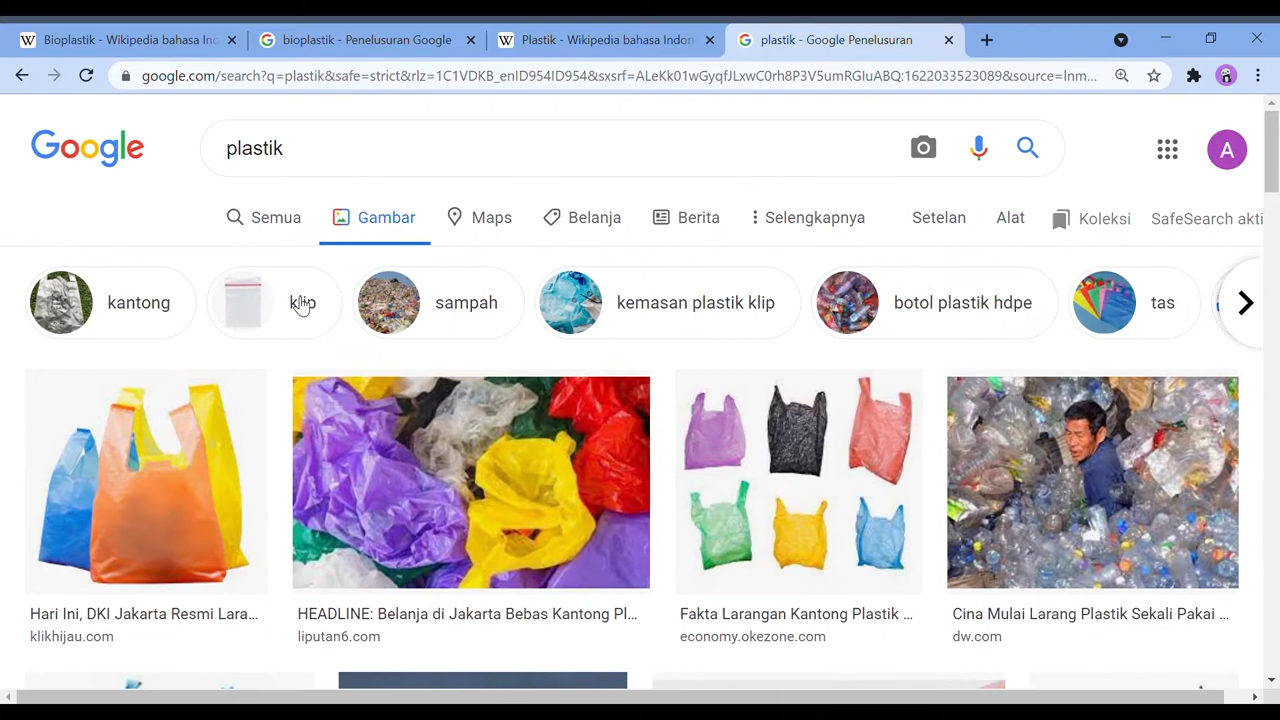 Bioplastik - Wikipedia bahasa Inc
bioplastik - Penelusuran Google
Plastik - Wikipedia bahasa Indon
plastik - Google Penelusuran
google.com/search?q=plastik&safe=strict&rlz=1C1VDKB_enID954ID954&sxsrf=ALeKk01wGyqfJLxwC0rh8P3V5umRGIuABQ:1622033523089&source=lnm...
Google
plastik
A
Semua
Gambar
Maps
Belanja
Berita
Selengkapnya
Setelan
Alat
Koleksi
SafeSearch akti
kantong
klip
sampah
kemasan plastik klip
botol plastik hdpe
tas
Hari Ini, DKI Jakarta Resmi Lara...
klikhijau.com
HEADLINE: Belanja di Jakarta Bebas Kantong Pl...
liputan6.com
Fakta Larangan Kantong Plastik ...
economy.okezone.com
Cina Mulai Larang Plastik Sekali Pakai ...
dw.com